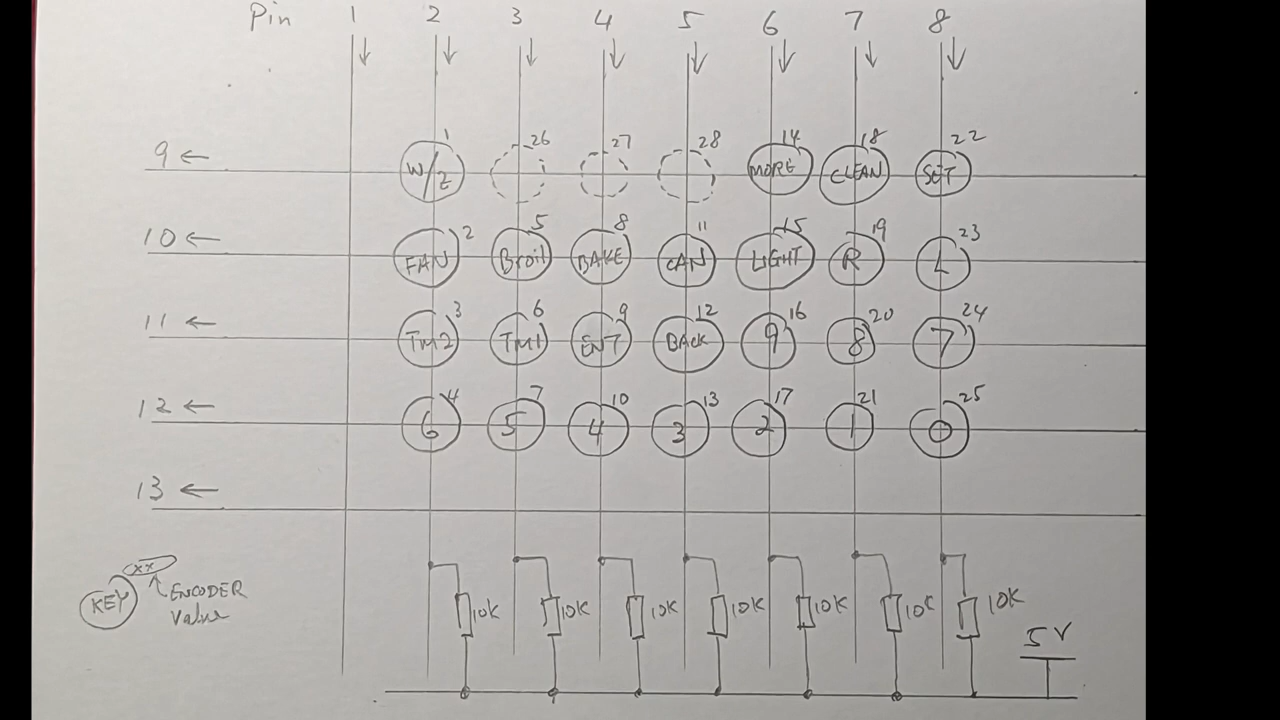 Pin 1 2 3 4 5 6 7 8
1 26 27 28 14 18 22
9 W/Z MORE CLEAN SET
2 5 8 11 15 19 23
10 FAN Broil BAKE CAN LIGHT R L
3 6 9 12 16 20 24
11 TM2 TM1 ENT BACK 9 8 7
4 7 10 13 17 21 25
12 6 5 4 3 2 1 0
13
xx
KEY ENCODER
Value
10K 10K 10K 10K 10K 10K 10K
5V